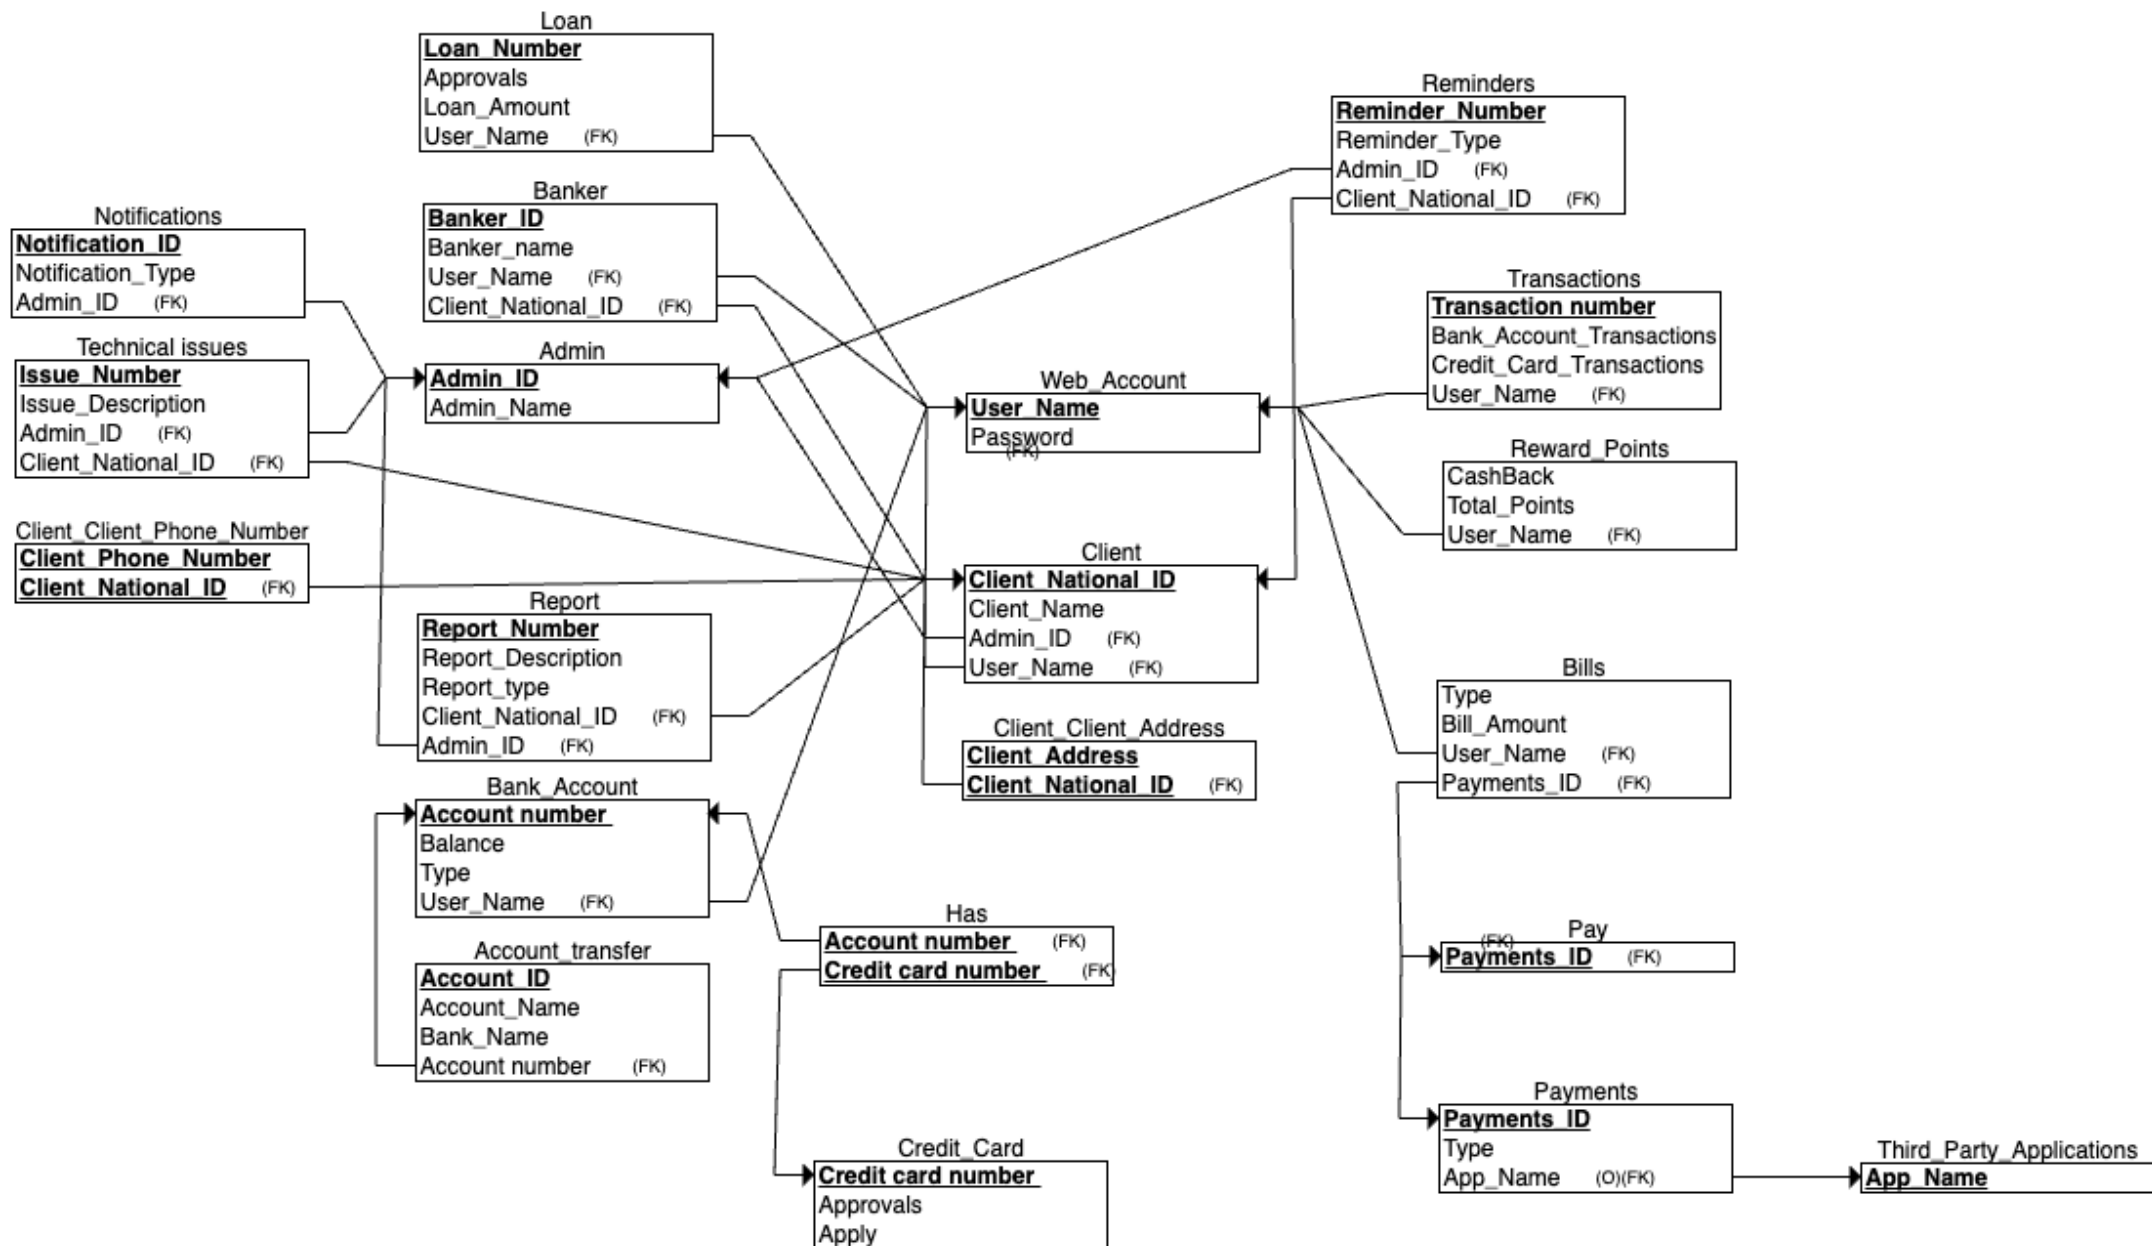 Loan
Loan_Number
Approvals
Loan_Amount
User_Name (FK)
Reminders
Reminder_Number
Reminder_Type
Admin_ID (FK)
Client_National_ID (FK)
Banker
Banker_ID
Banker_name
User_Name (FK)
Client_National_ID (FK)
Notifications
Notification_ID
Notification_Type
Admin_ID (FK)
Transactions
Transaction number
Bank_Account_Transactions
Credit_Card_Transactions
User_Name (FK)
Technical issues
Issue_Number
Issue_Description
Admin_ID (FK)
Client_National_ID (FK)
Admin
Admin_ID
Admin_Name
Web_Account
User_Name
Password
(FK)
Reward_Points
CashBack
Total_Points
User_Name (FK)
Client_Client_Phone_Number
Client_Phone_Number
Client_National_ID (FK)
Client
Client_National_ID
Client_Name
Admin_ID (FK)
User_Name (FK)
Report
Report_Number
Report_Description
Report_type
Client_National_ID (FK)
Admin_ID (FK)
Bills
Type
Bill_Amount
User_Name (FK)
Payments_ID (FK)
Client_Client_Address
Client_Address
Client_National_ID (FK)
Bank_Account
Account number
Balance
Type
User_Name (FK)
Has
Account number (FK)
Credit card number (FK)
Pay
(FK)
Payments_ID (FK)
Account_transfer
Account_ID
Account_Name
Bank_Name
Account number (FK)
Payments
Payments_ID
Type
App_Name (O)(FK)
Third_Party_Applications
App_Name
Credit_Card
Credit card number
Approvals
Apply